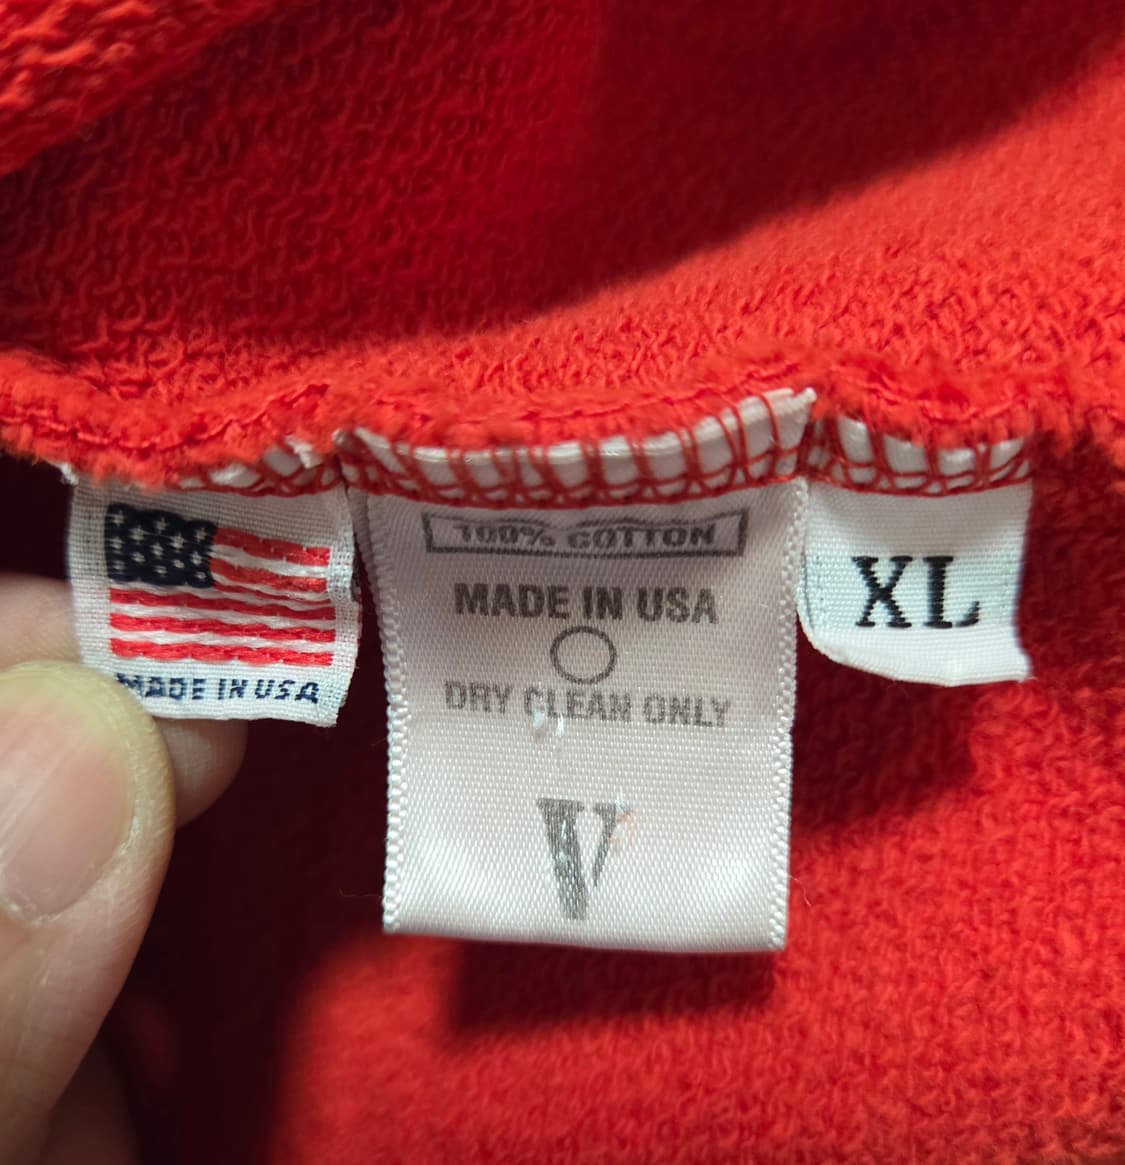 MADE IN USA
100% COTTON
MADE IN USA
DRY CLEAN ONLY
V
XL